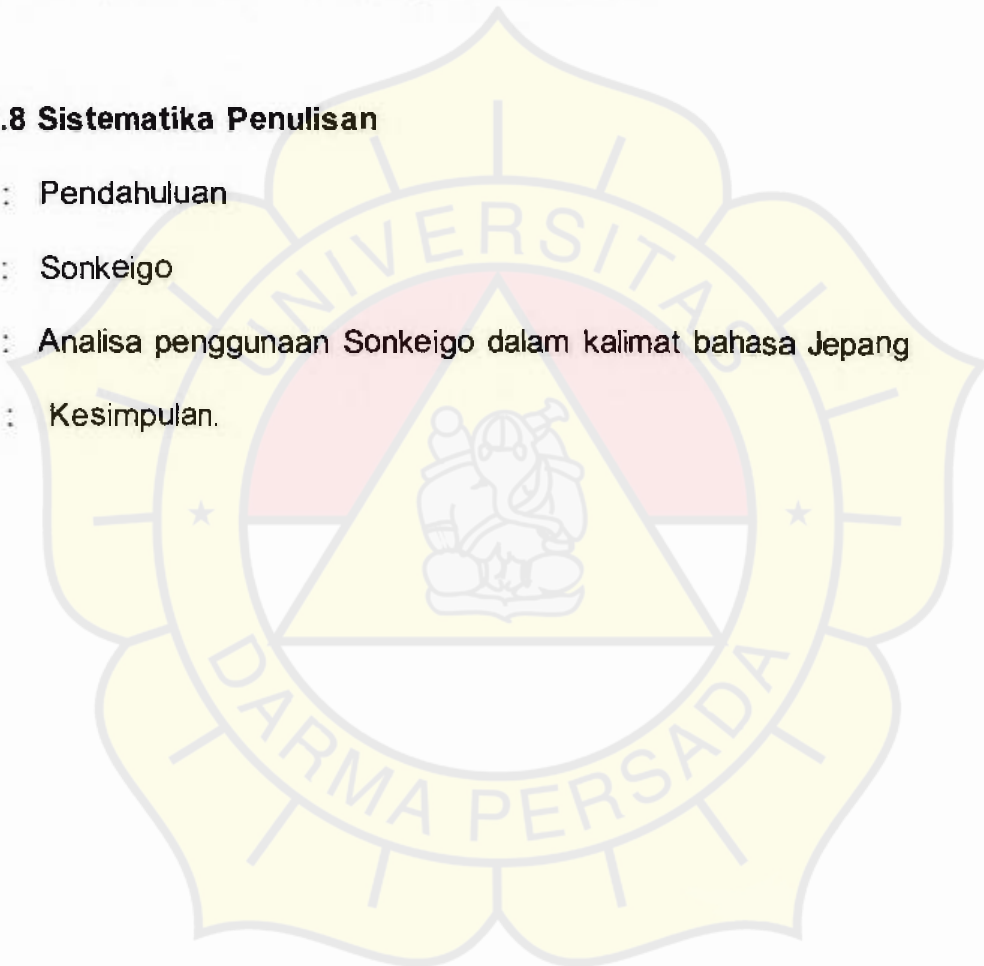 .8 Sistematika Penulisan
: Pendahuluan
: Sonkeigo
: Analisa penggunaan Sonkeigo dalam kalimat bahasa Jepang
: Kesimpulan.
UNIVERSITAS
DARMA PERSADA